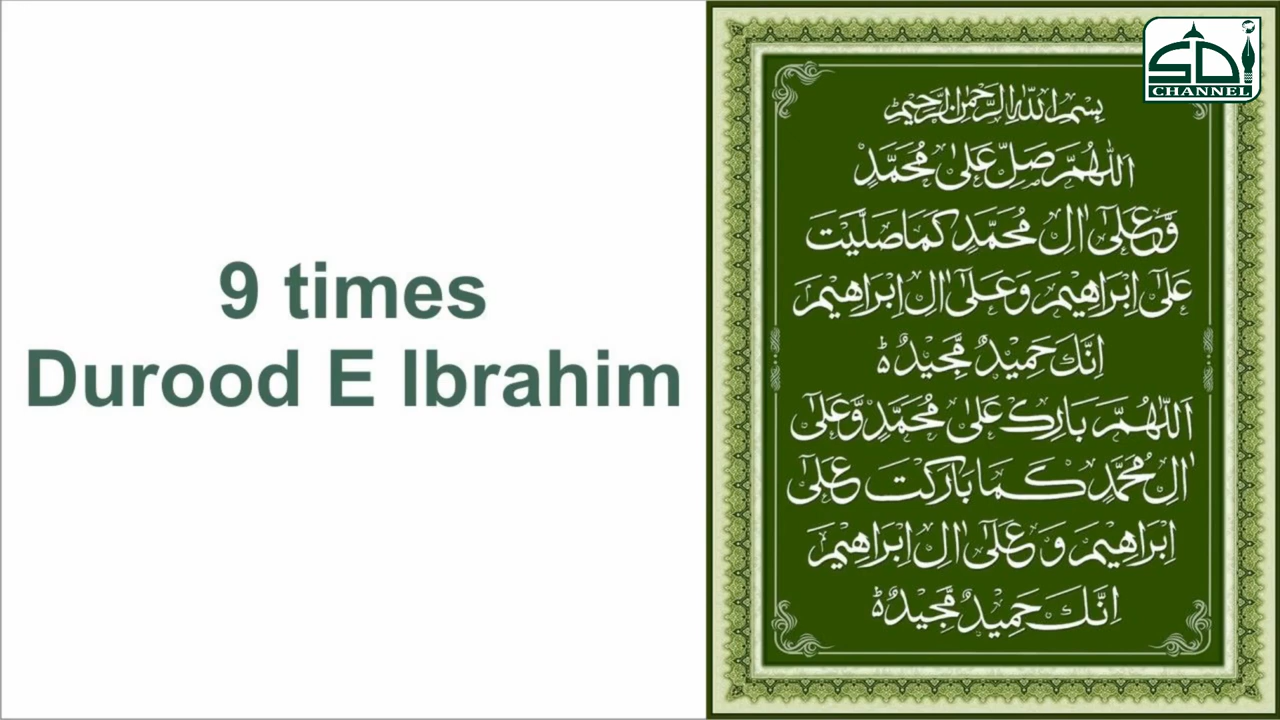 9 times
Durood E Ibrahim
SDI
CHANNEL
بِسْمِ اللّٰهِ الرَّحْمٰنِ الرَّحِيْمِ
اَللّٰهُمَّ صَلِّ عَلٰی مُحَمَّدٍ
وَّعَلٰٓی اٰلِ مُحَمَّدٍ كَمَا صَلَّيْتَ
عَلٰٓی اِبْرَاهِيْمَ وَعَلٰٓی اٰلِ اِبْرَاهِيْمَ
اِنَّكَ حَمِيْدٌ مَّجِيْدٌ ؕ
اَللّٰهُمَّ بَارِكْ عَلٰی مُحَمَّدٍ وَّعَلٰٓی
اٰلِ مُحَمَّدٍ كَمَا بَارَكْتَ عَلٰٓی
اِبْرَاهِيْمَ وَ عَلٰٓی اٰلِ اِبْرَاهِيْمَ
اِنَّكَ حَمِيْدٌ مَّجِيْدٌ ؕ